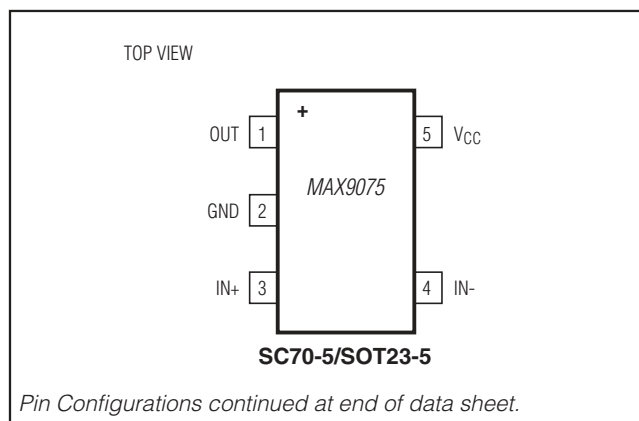 TOP VIEW
+
OUT 1
5 VCC
MAX9075
GND 2
IN+ 3
4 IN-
SC70-5/SOT23-5
Pin Configurations continued at end of data sheet.